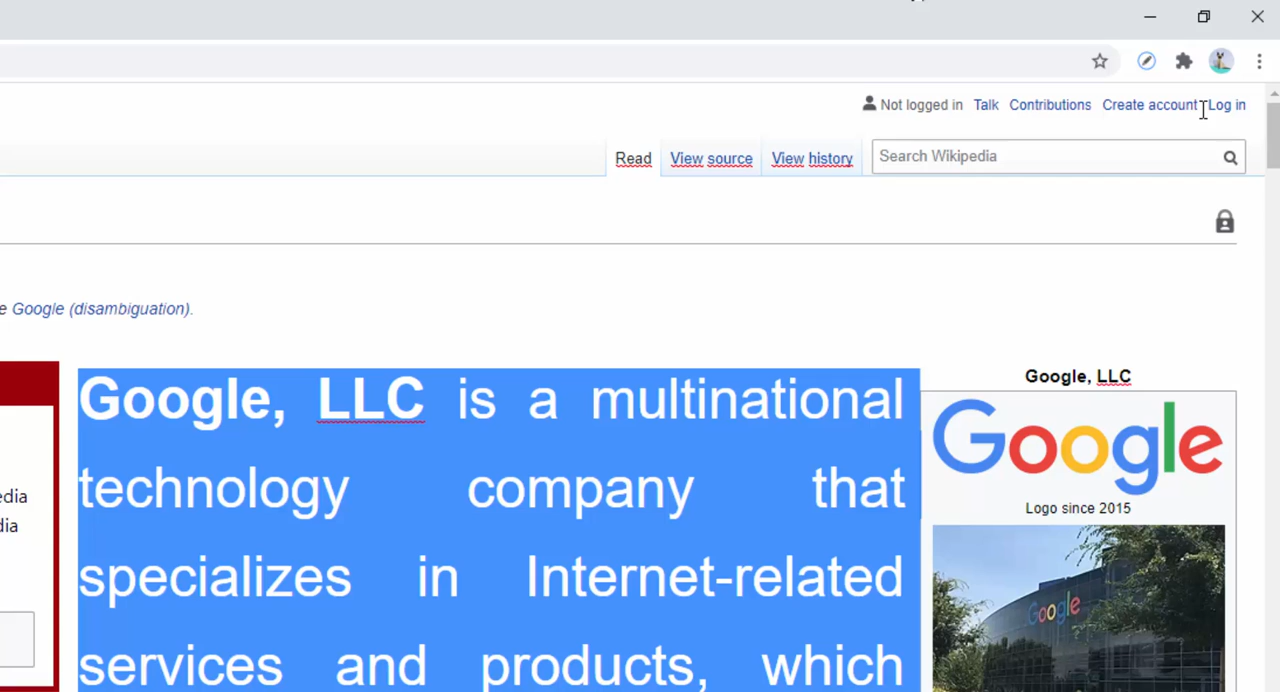 Not logged in Talk Contributions Create account Log in
Read View source View history Search Wikipedia
e Google (disambiguation).
Google, LLC is a multinational
technology company that
specializes in Internet-related
services and products, which
edia
dia
Google, LLC
Google
Logo since 2015
Google